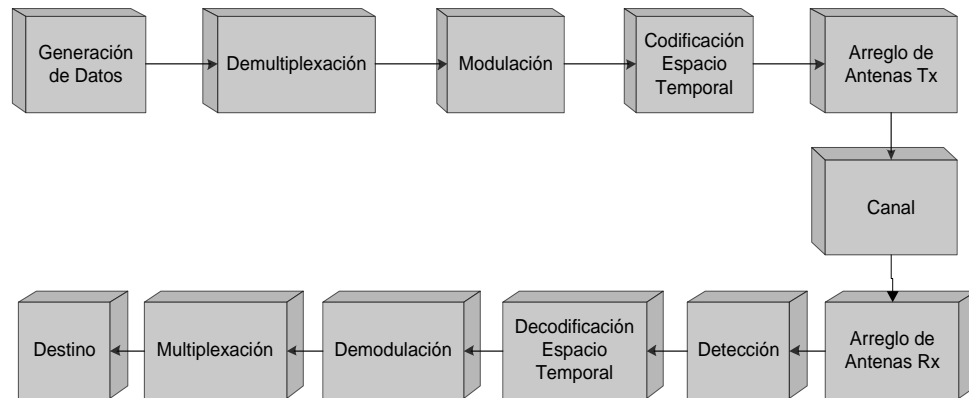 Generación
de Datos
Demultiplexación
Modulación
Codificación
Espacio
Temporal
Arreglo de
Antenas Tx
Canal
Arreglo de
Antenas Rx
Detección
Decodificación
Espacio
Temporal
Demodulación
Multiplexación
Destino